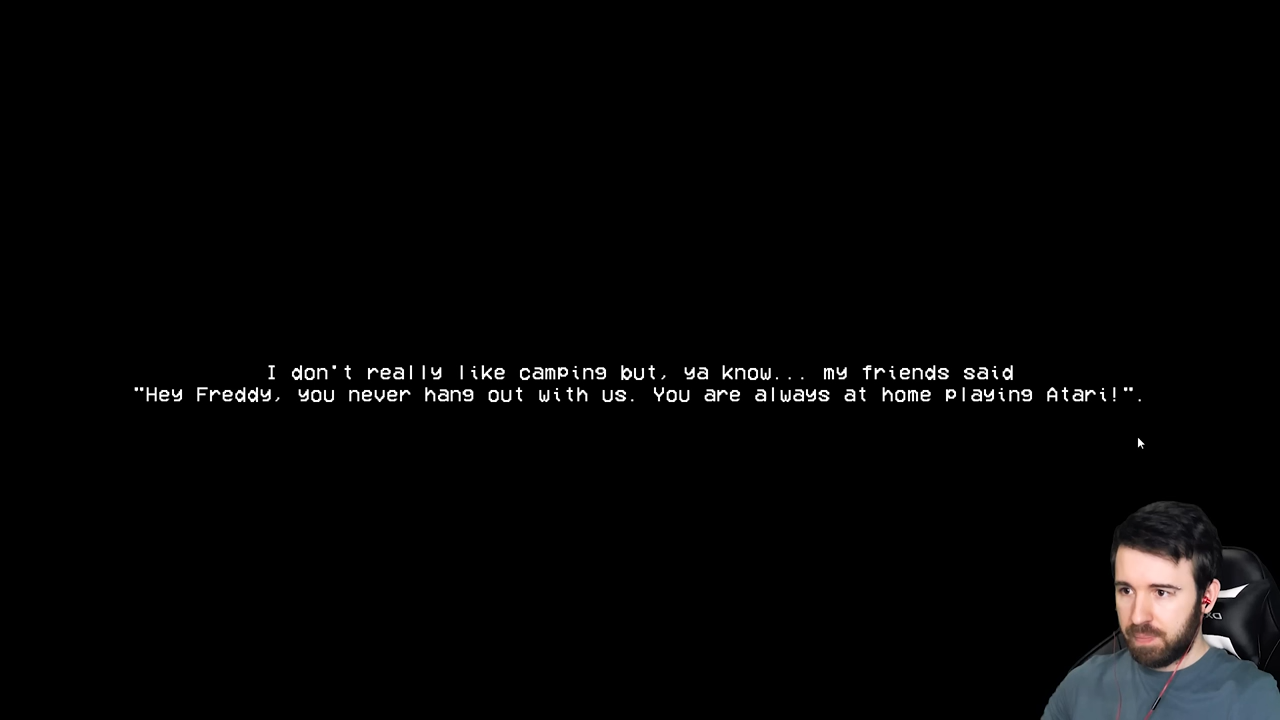 I don't really like camping but, ya know... my friends said
"Hey Freddy, you never hang out with us. You are always at home playing Atari!".